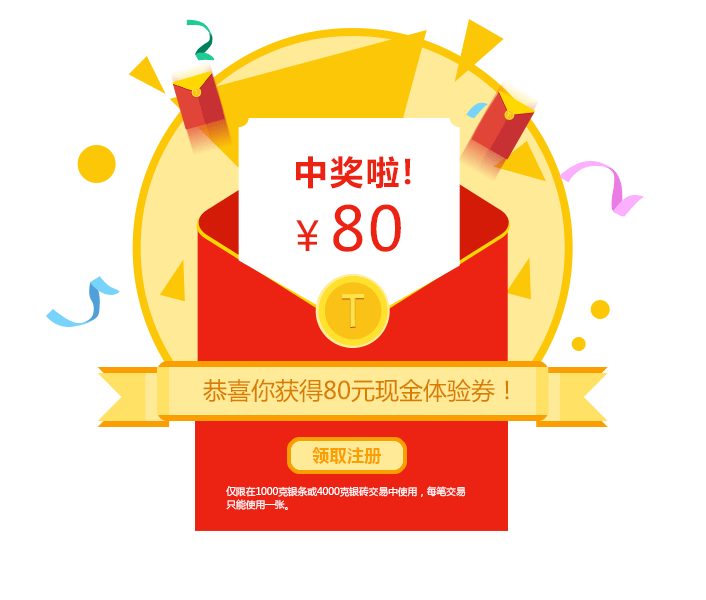 中奖啦!
¥ 80
T
恭喜你获得80元现金体验券！
领取注册
仅限在1000克银条或4000克银砖交易中使用，每笔交易
只能使用一张。